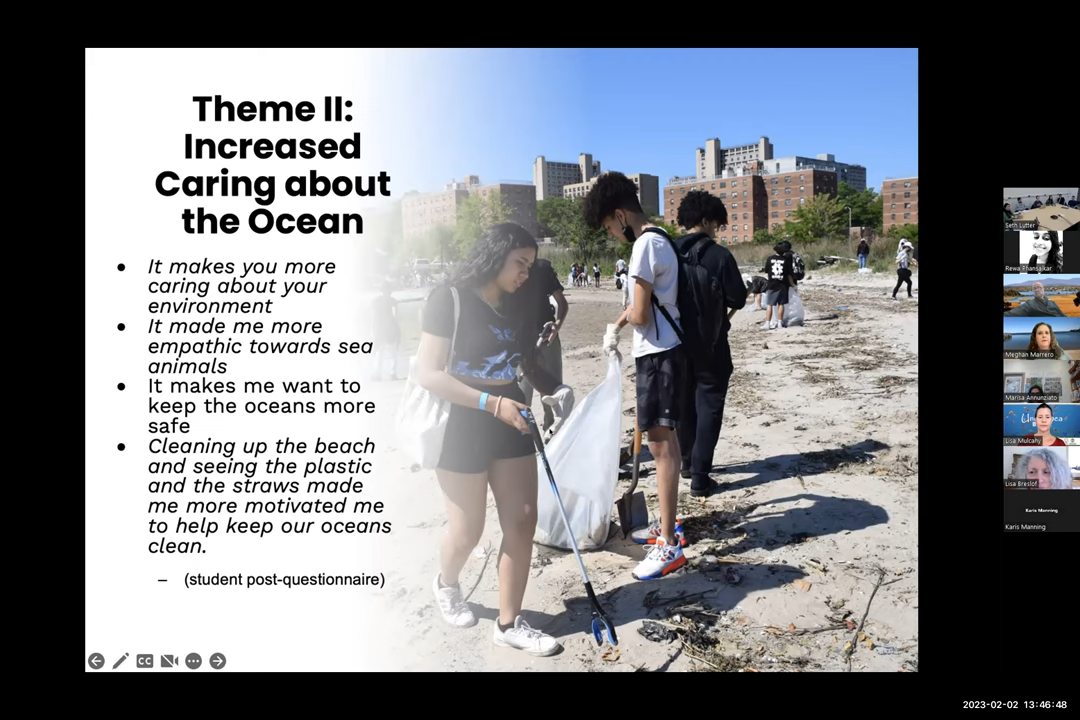 Theme II:
Increased
Caring about
the Ocean
• It makes you more
caring about your
environment
• It made me more
empathic towards sea
animals
• It makes me want to
keep the oceans more
safe
• Cleaning up the beach
and seeing the plastic
and the straws made
me more motivated me
to help keep our oceans
clean.
– (student post-questionnaire)
CC
Seth Lutter
Rewa Phansalkar
Meghan Marrero
Marisa Annunziato
Lisa Mulcahy
Lisa Breslof
Karis Manning
Karis Manning
2023-02-02 13:46:48